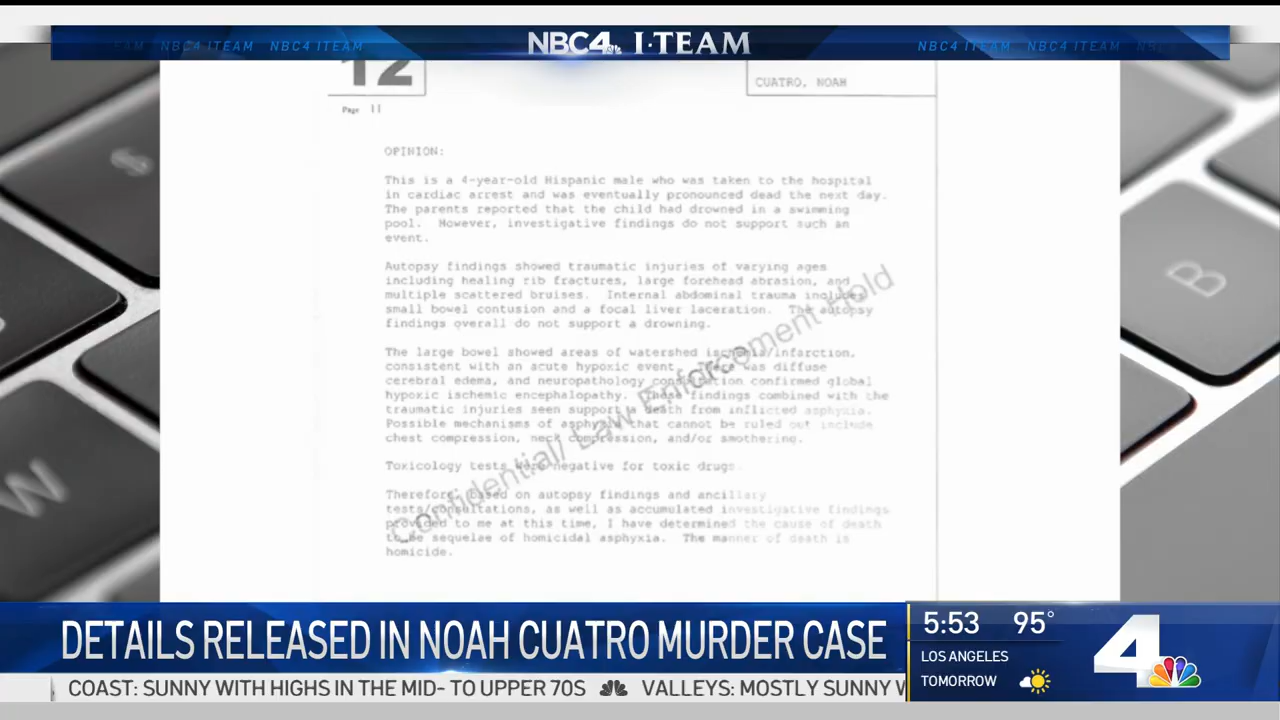 TEAM NBC4 I TEAM NBC4 I TEAM
NBC4 I·TEAM
NBC4 I TEAM NBC4 I TEAM
12
CUATRO, NOAH
Page 11
OPINION:
This is a 4-year-old Hispanic male who was taken to the hospital
in cardiac arrest and was eventually pronounced dead the next day.
The parents reported that the child had drowned in a swimming
pool. However, investigative findings do not support such an
event.
Autopsy findings showed traumatic injuries of varying ages
including healing rib fractures, large forehead abrasion, and
multiple scattered bruises. Internal abdominal trauma includes
small bowel contusion and a focal liver laceration. The autopsy
findings overall do not support a drowning.
The large bowel showed areas of watershed ischemia/infarction,
consistent with an acute hypoxic event. There was diffuse
cerebral edema, and neuropathology consultation confirmed global
hypoxic ischemic encephalopathy. These findings combined with the
traumatic injuries seen support a death from inflicted asphyxia.
Possible mechanisms of asphyxia that cannot be ruled out include
chest compression, neck compression, and/or smothering.
Toxicology tests were negative for toxic drugs.
Therefore, based on autopsy findings and ancillary
tests/consultations, as well as accumulated investigative findings
provided to me at this time, I have determined the cause of death
to be sequelae of homicidal asphyxia. The manner of death is
homicide.
Confidential/ Law Enforcement Hold
$
W
B
DETAILS RELEASED IN NOAH CUATRO MURDER CASE
5:53 95°
LOS ANGELES
TOMORROW
4
COAST: SUNNY WITH HIGHS IN THE MID- TO UPPER 70S VALLEYS: MOSTLY SUNNY W